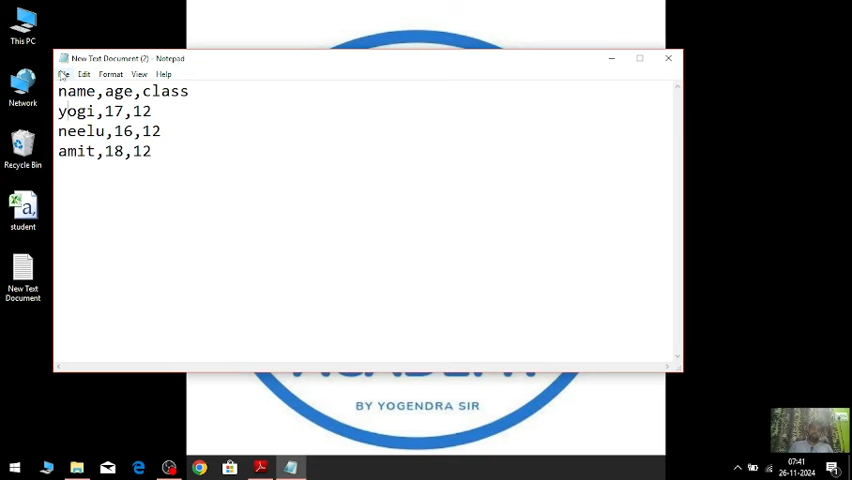 This PC
Network
Recycle Bin
student
New Text
Document
New Text Document (2) - Notepad
File Edit Format View Help
name,age,class
yogi,17,12
neelu,16,12
amit,18,12
BY YOGENDRA SIR
07:41
26-11-2024